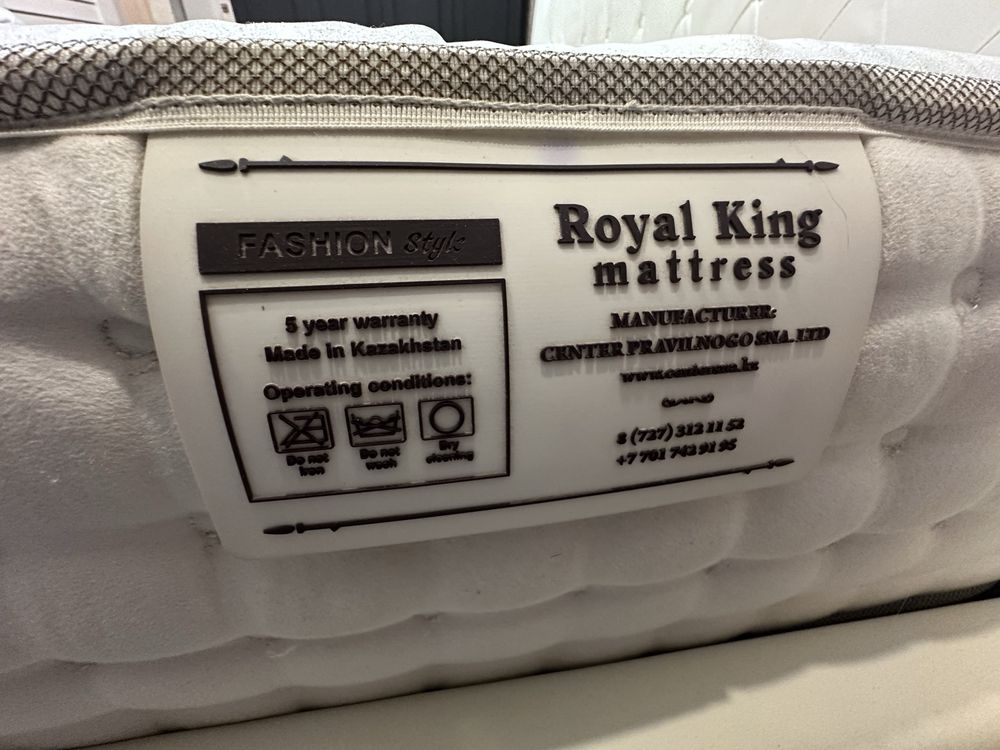 FASHION Style
5 year warranty
Made in Kazakhstan
Operating conditions:
Do not
iron
Do not
wash
Dry
cleaning
Royal King
mattress
MANUFACTURER:
CENTER PRAVILNOGO SNA. LTD
www.centersna.kz
8 (727) 312 11 52
+7 701 742 91 95